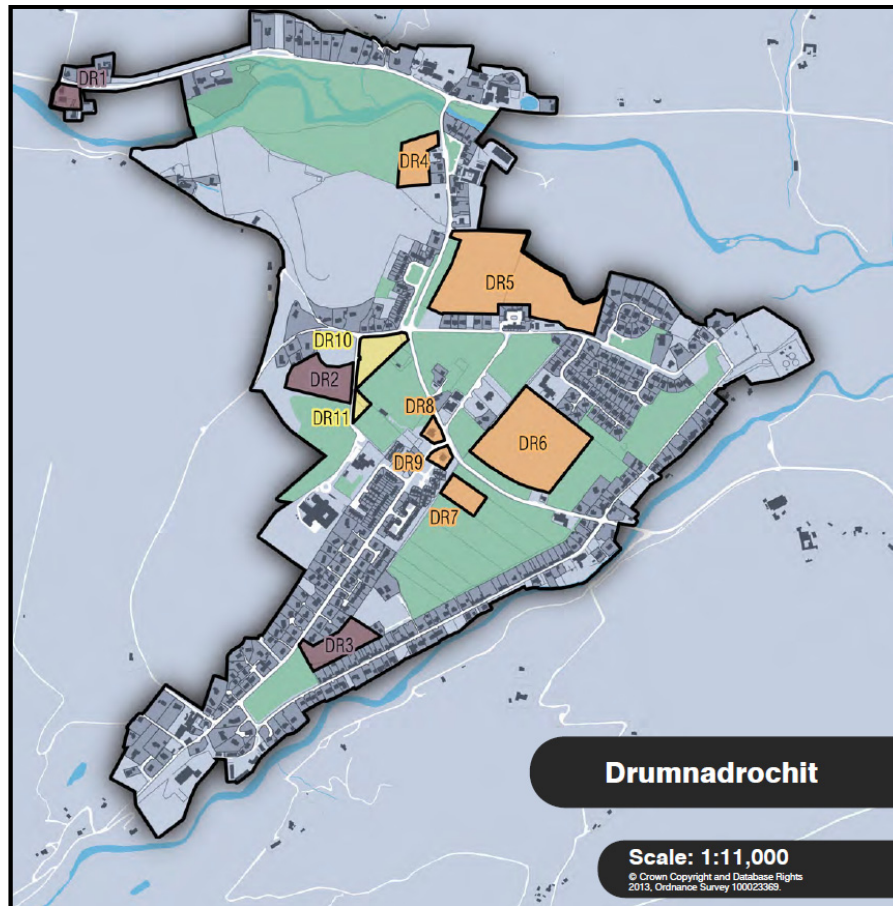 DR1
DR4
DR5
DR10
DR2
DR11
DR8
DR6
DR9
DR7
DR3
Drumnadrochit
Scale: 1:11,000
© Crown Copyright and Database Rights
2013, Ordnance Survey 100023369.